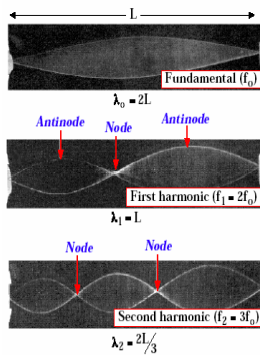 L
Fundamental (f₀)
λ₀ = 2L
Antinode
Node
Antinode
First harmonic (f₁ = 2f₀)
λ₁ = L
Node
Node
Second harmonic (f₂ = 3f₀)
λ₂ = 2L/3